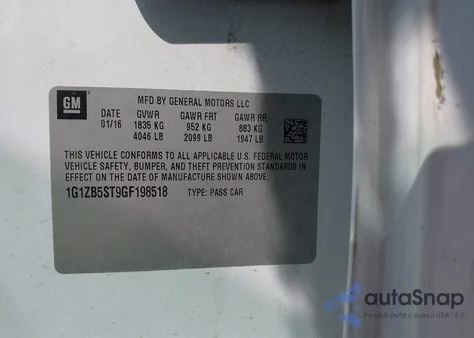 GM
MFD BY GENERAL MOTORS LLC
DATE GVWR GAWR FRT GAWR RR
01/16 1835 KG 952 KG 883 KG
4046 LB 2099 LB 1947 LB
THIS VEHICLE CONFORMS TO ALL APPLICABLE U.S. FEDERAL MOTOR
VEHICLE SAFETY, BUMPER, AND THEFT PREVENTION STANDARDS IN
EFFECT ON THE DATE OF MANUFACTURE SHOWN ABOVE.
1G1ZB5ST9GF198518 TYPE: PASS CAR
autoSnap